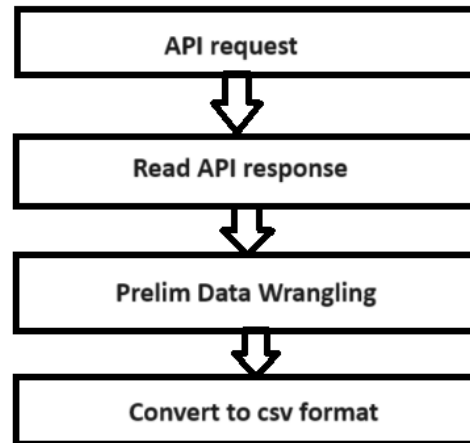 API request
Read API response
Prelim Data Wrangling
Convert to csv format